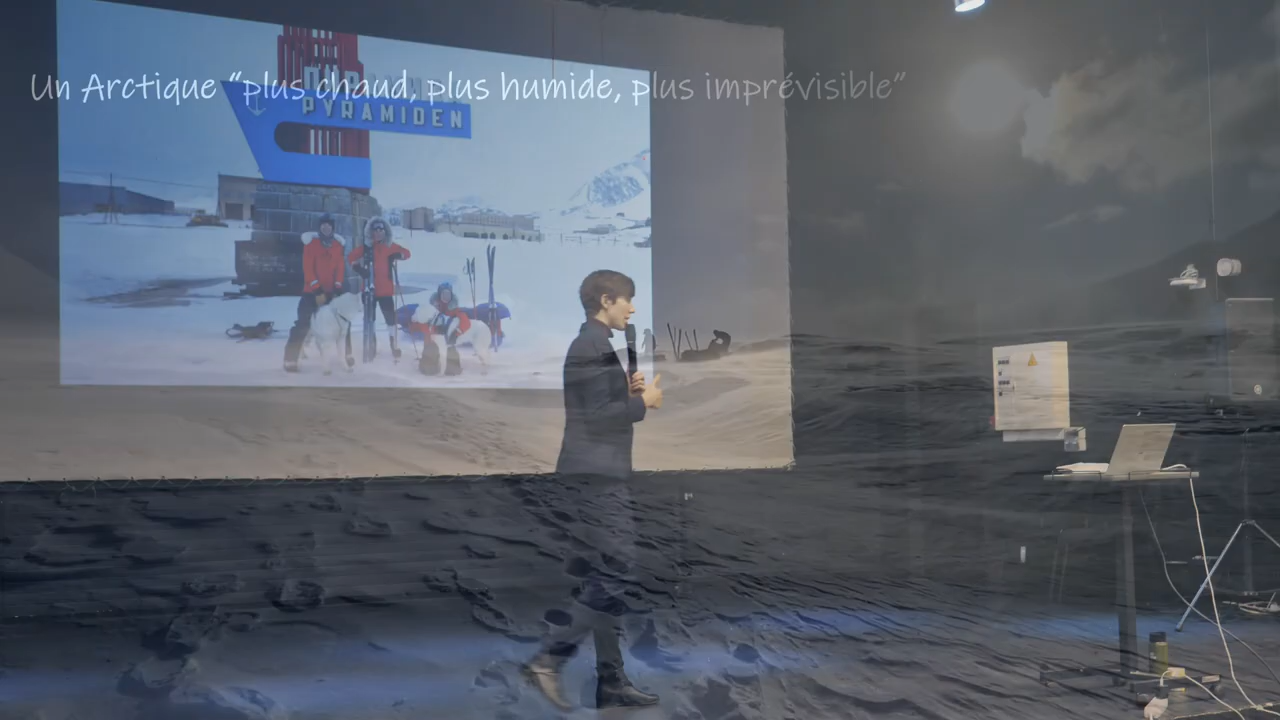 Un Arctique “plus chaud, plus humide, plus imprévisible”
PYRAMIDEN